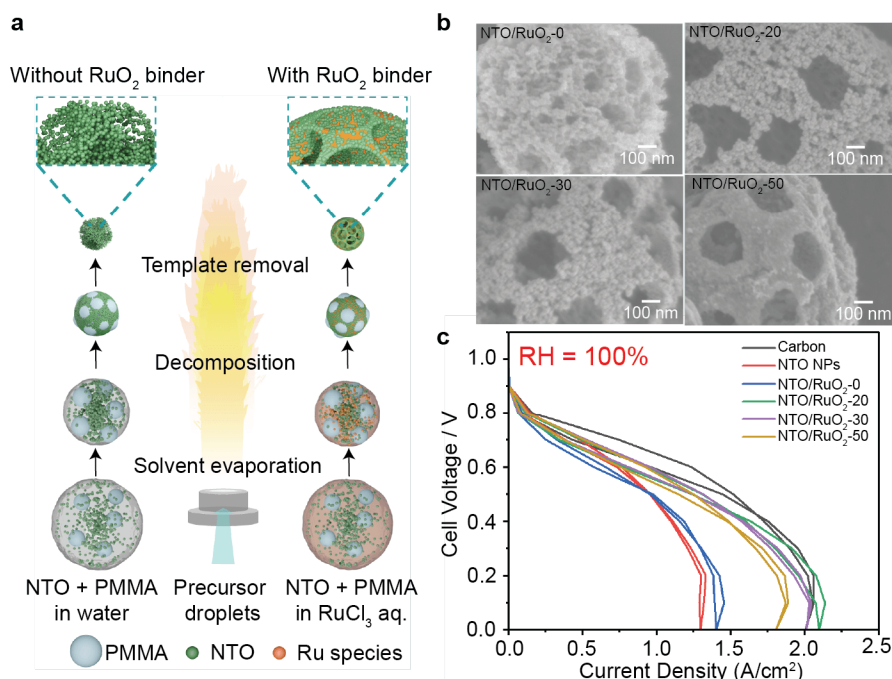 a
Without RuO₂ binder
With RuO₂ binder
Template removal
Decomposition
Solvent evaporation
NTO + PMMA
in water
Precursor
droplets
NTO + PMMA
in RuCl₃ aq.
PMMA
NTO
Ru species
b
NTO/RuO₂-0
100 nm
NTO/RuO₂-20
100 nm
NTO/RuO₂-30
100 nm
NTO/RuO₂-50
100 nm
c
RH = 100%
Carbon
NTO NPs
NTO/RuO₂-0
NTO/RuO₂-20
NTO/RuO₂-30
NTO/RuO₂-50
Cell Voltage / V
1.0
0.8
0.6
0.4
0.2
0.0
0.0 0.5 1.0 1.5 2.0 2.5
Current Density (A/cm²)